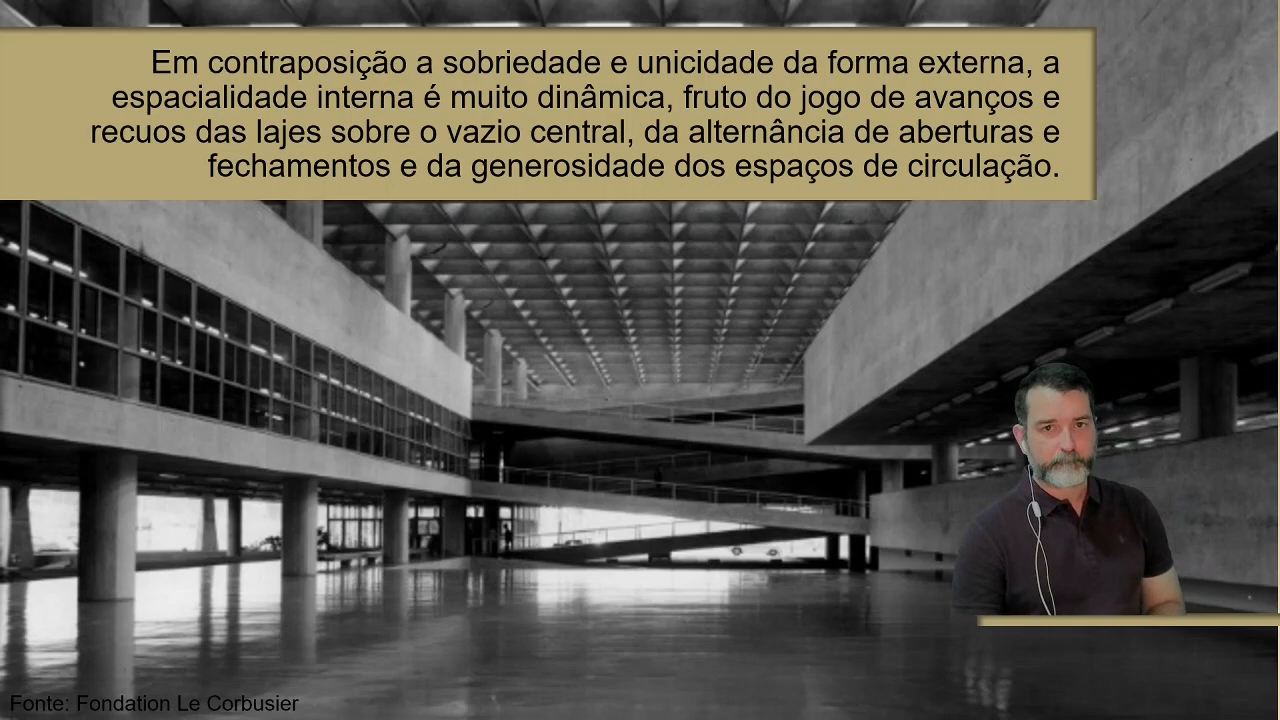 Em contraposição a sobriedade e unicidade da forma externa, a
espacialidade interna é muito dinâmica, fruto do jogo de avanços e
recuos das lajes sobre o vazio central, da alternância de aberturas e
fechamentos e da generosidade dos espaços de circulação.
Fonte: Fondation Le Corbusier